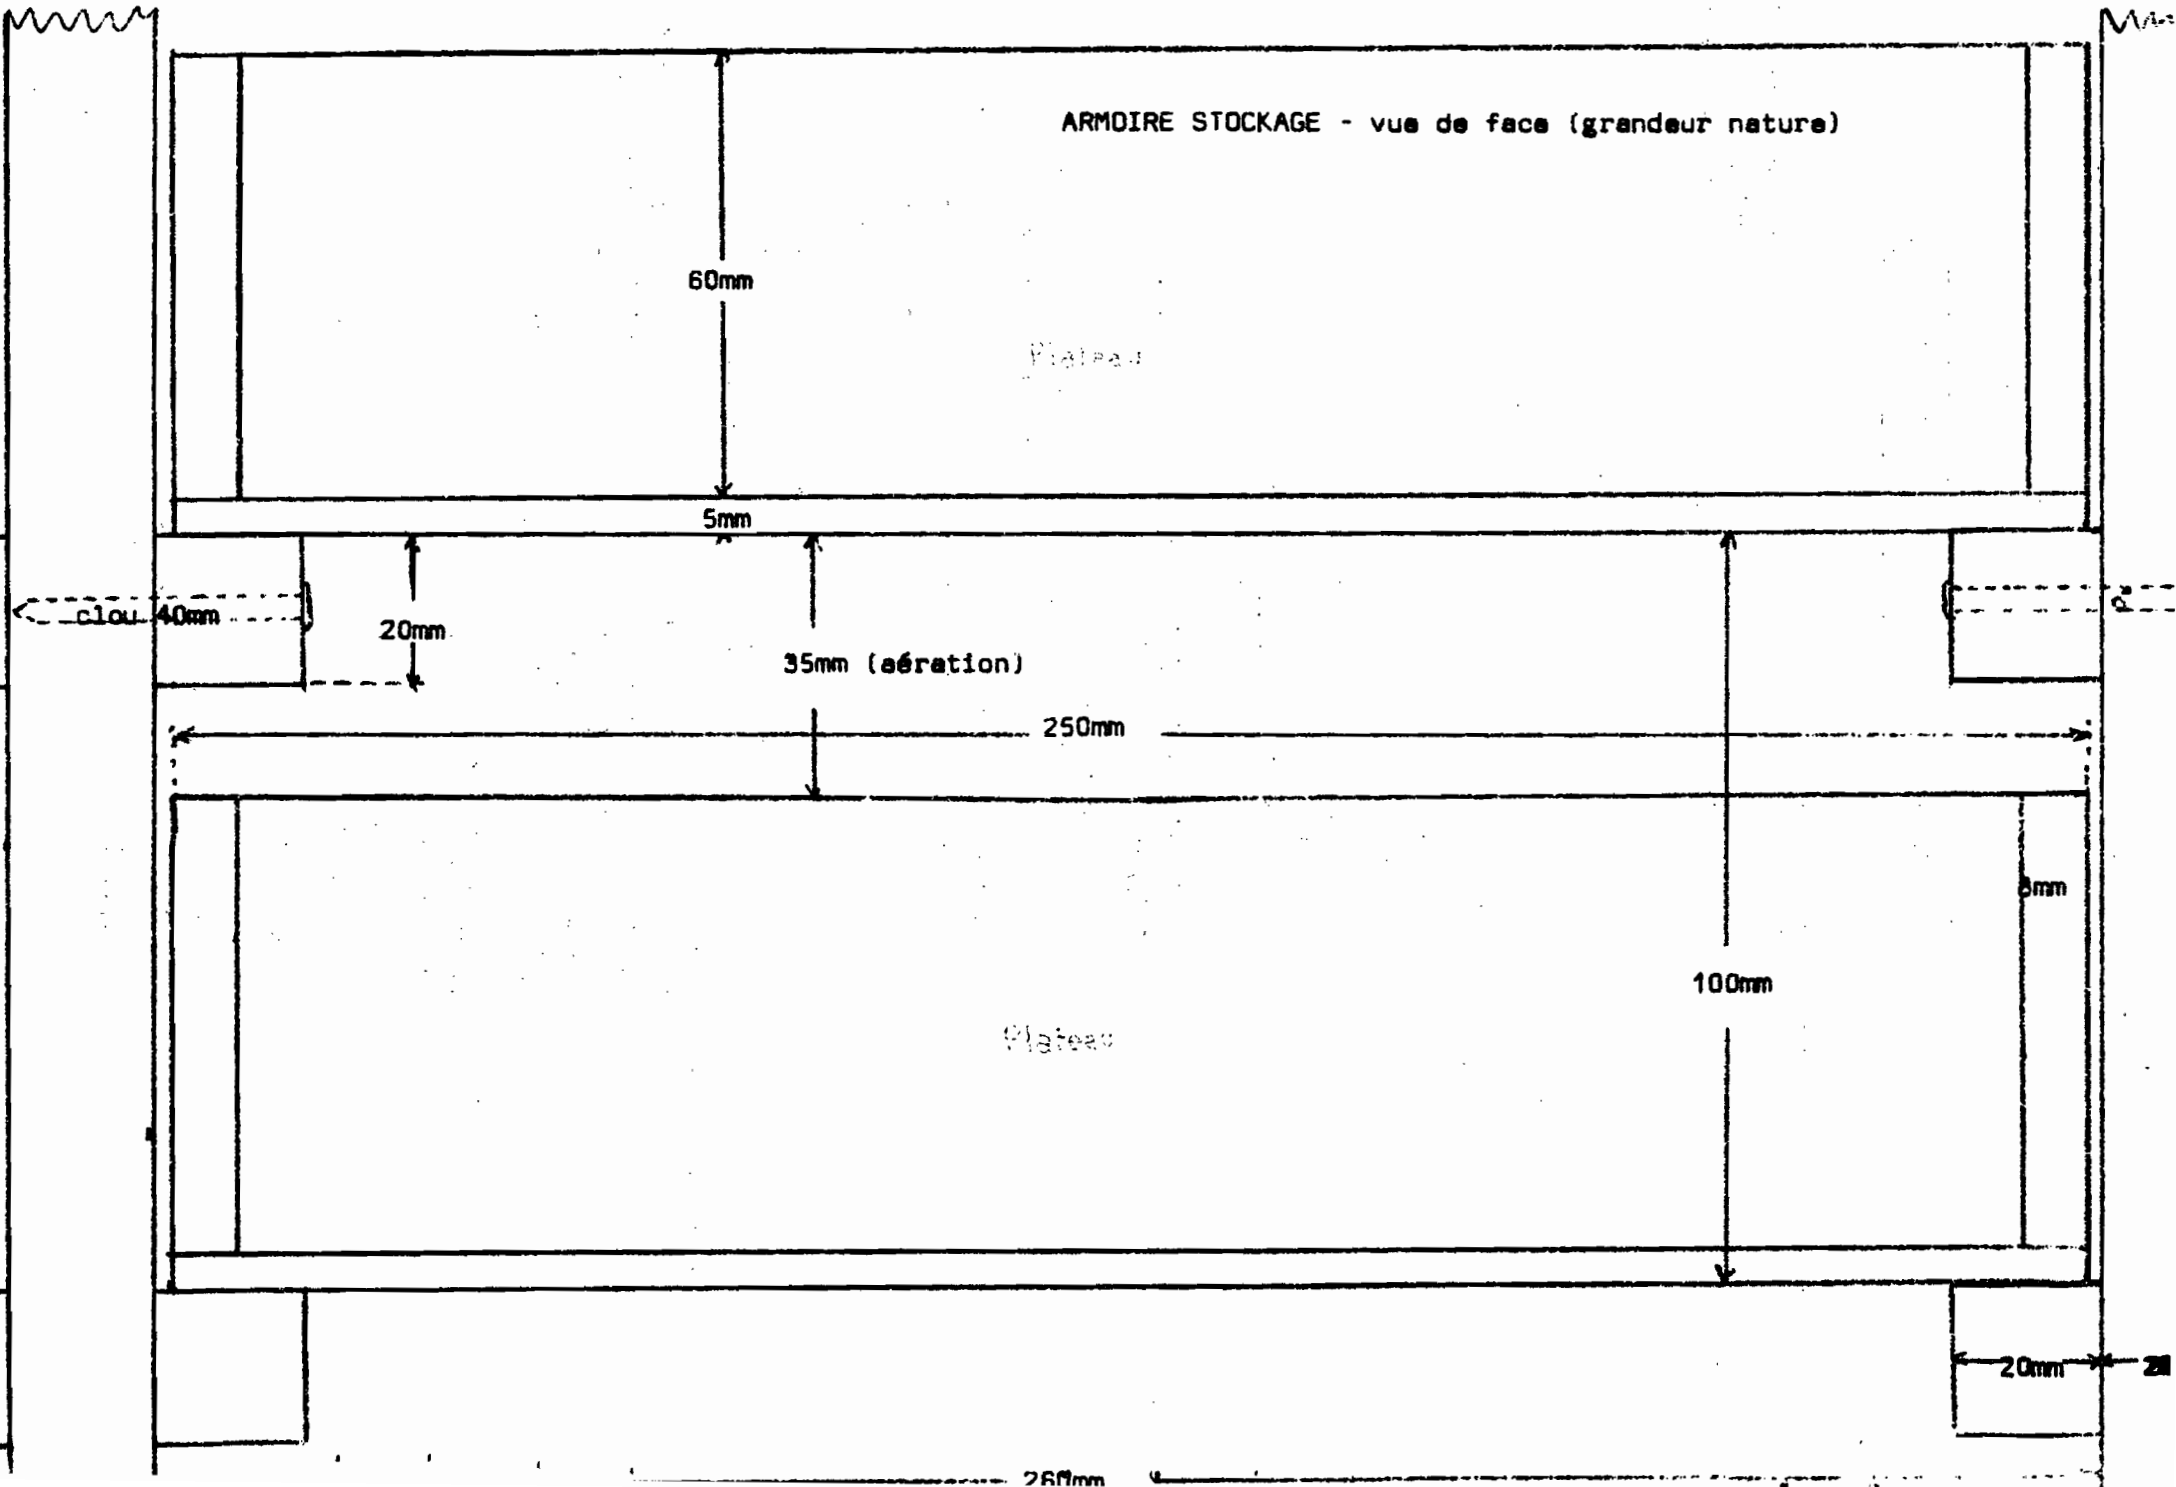 ARMOIRE STOCKAGE - vue de face (grandeur nature)
60mm
Plateau
5mm
clou 40mm
20mm
35mm (aération)
250mm
8mm
100mm
Plateau
20mm
260mm